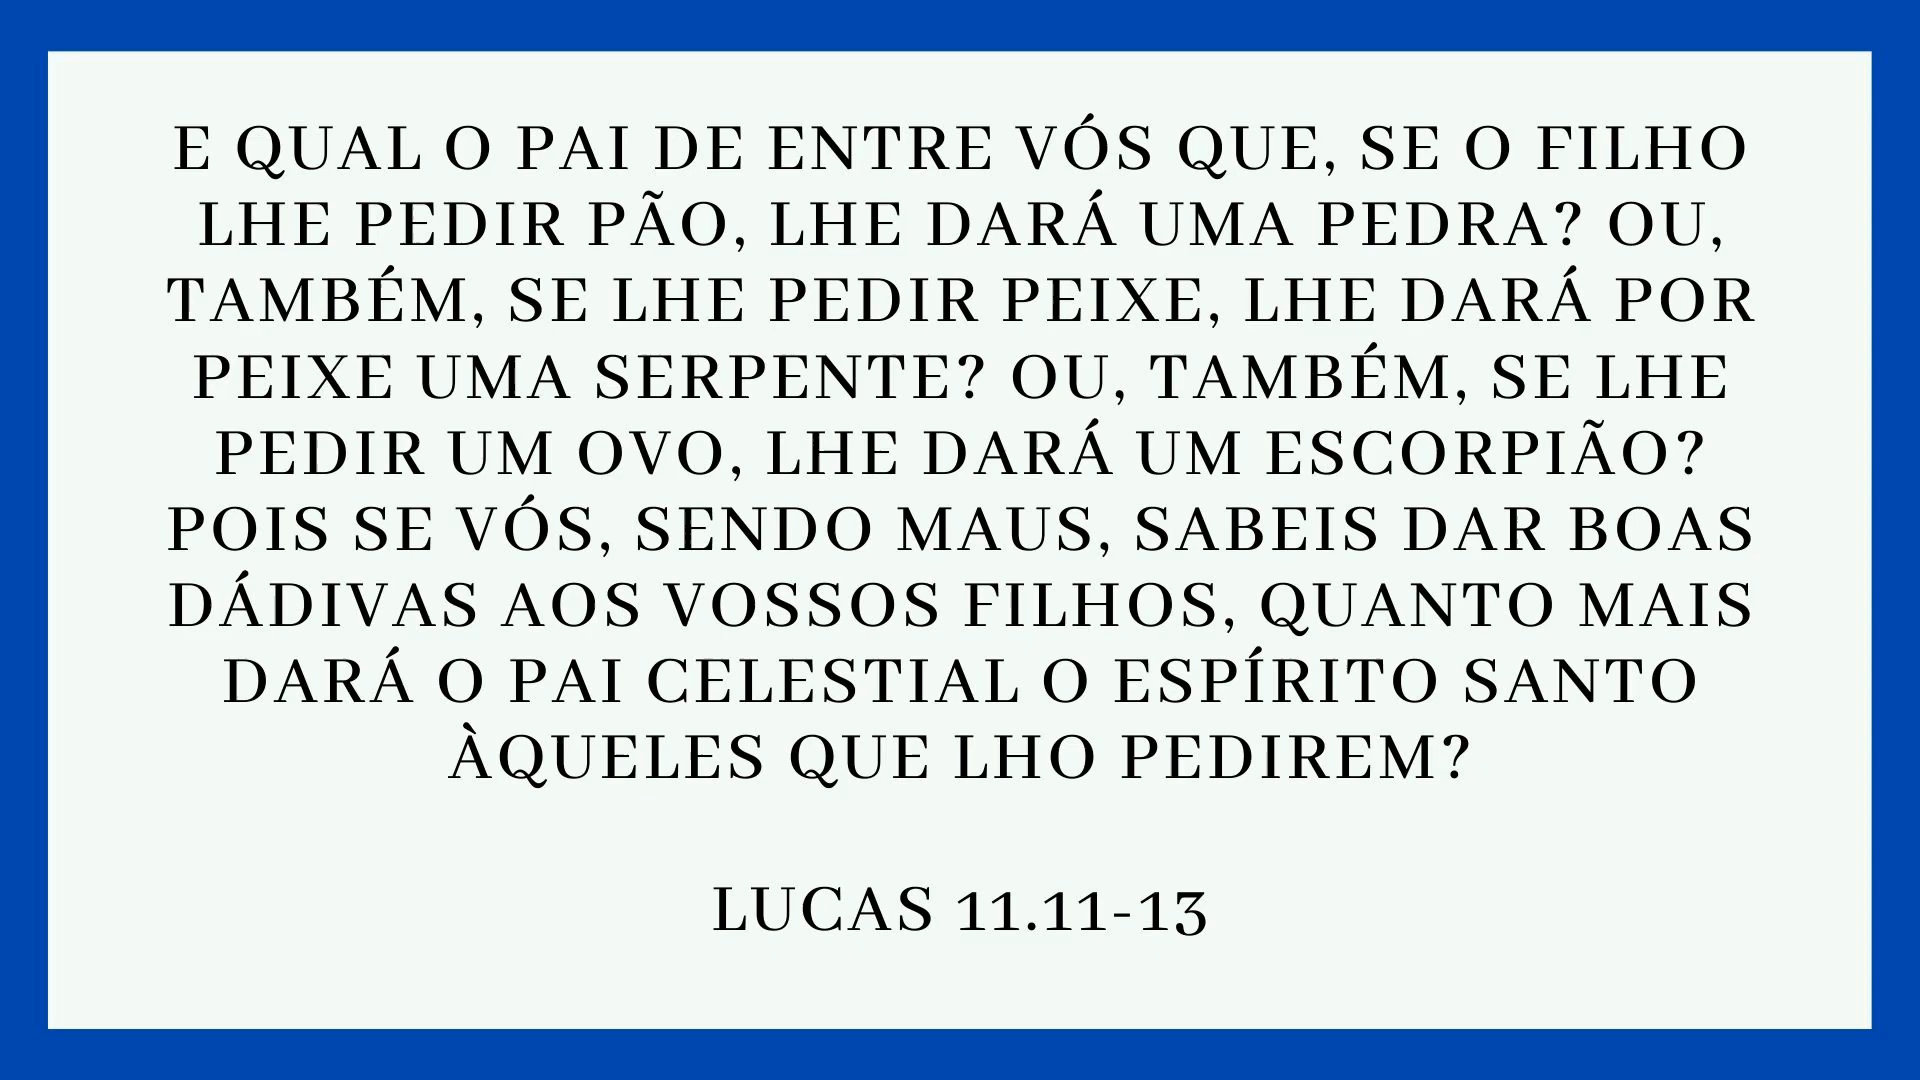 E QUAL O PAI DE ENTRE VÓS QUE, SE O FILHO
LHE PEDIR PÃO, LHE DARÁ UMA PEDRA? OU,
TAMBÉM, SE LHE PEDIR PEIXE, LHE DARÁ POR
PEIXE UMA SERPENTE? OU, TAMBÉM, SE LHE
PEDIR UM OVO, LHE DARÁ UM ESCORPIÃO?
POIS SE VÓS, SENDO MAUS, SABEIS DAR BOAS
DÁDIVAS AOS VOSSOS FILHOS, QUANTO MAIS
DARÁ O PAI CELESTIAL O ESPÍRITO SANTO
ÀQUELES QUE LHO PEDIREM?
LUCAS 11.11-13